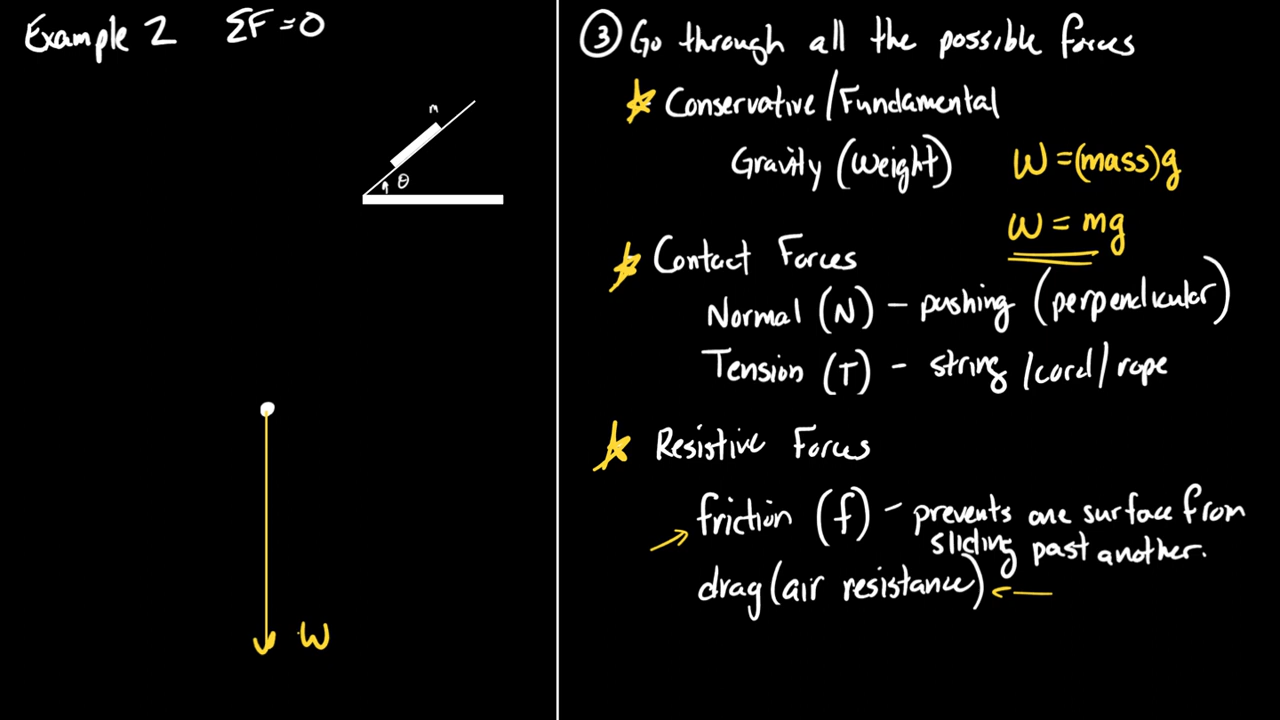 Example 2 ΣF = 0
m
θ
W
③ Go through all the possible forces
Conservative/Fundamental
Gravity (Weight) W = (mass)g
W = mg
Contact Forces
Normal (N) – pushing (perpendicular)
Tension (T) – string /cord/ rope
Resistive Forces
friction (f) – prevents one surface from
sliding past another.
drag (air resistance)